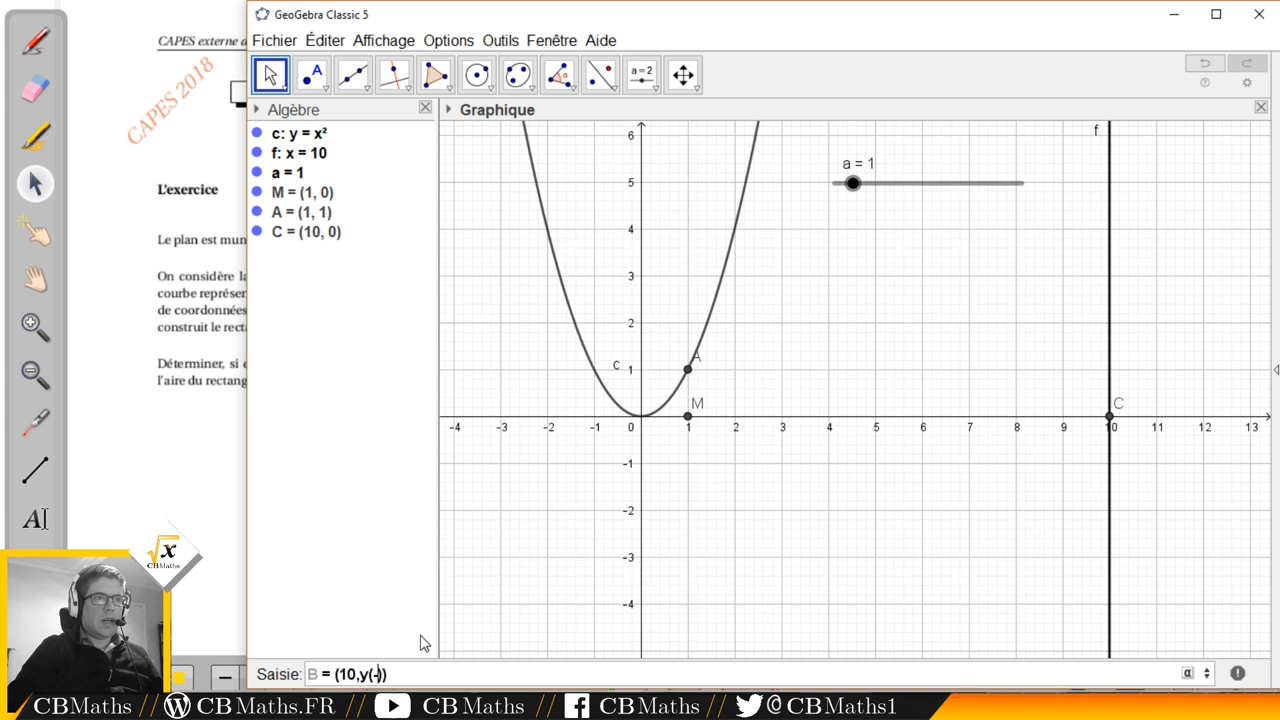 GeoGebra Classic 5
Fichier Éditer Affichage Options Outils Fenêtre Aide
CAPES externe
CAPES 2018
A
α
a=2
Algèbre
Graphique
c: y = x²
f: x = 10
a = 1
M = (1, 0)
A = (1, 1)
C = (10, 0)
f
a = 1
c
A
M
C
6
5
4
3
2
1
-1
-2
-3
-4
-4 -3 -2 -1 0 1 2 3 4 5 6 7 8 9 10 11 12 13
L'exercice
Le plan est mun
On considère la
courbe représen
de coordonnées
construit le recta
Déterminer, si e
l'aire du rectang
A
√x
CBMaths
Saisie: B = (10,y(-))
α
CBMaths // CBMaths.FR // CBMaths // CBMaths // @CBMaths1